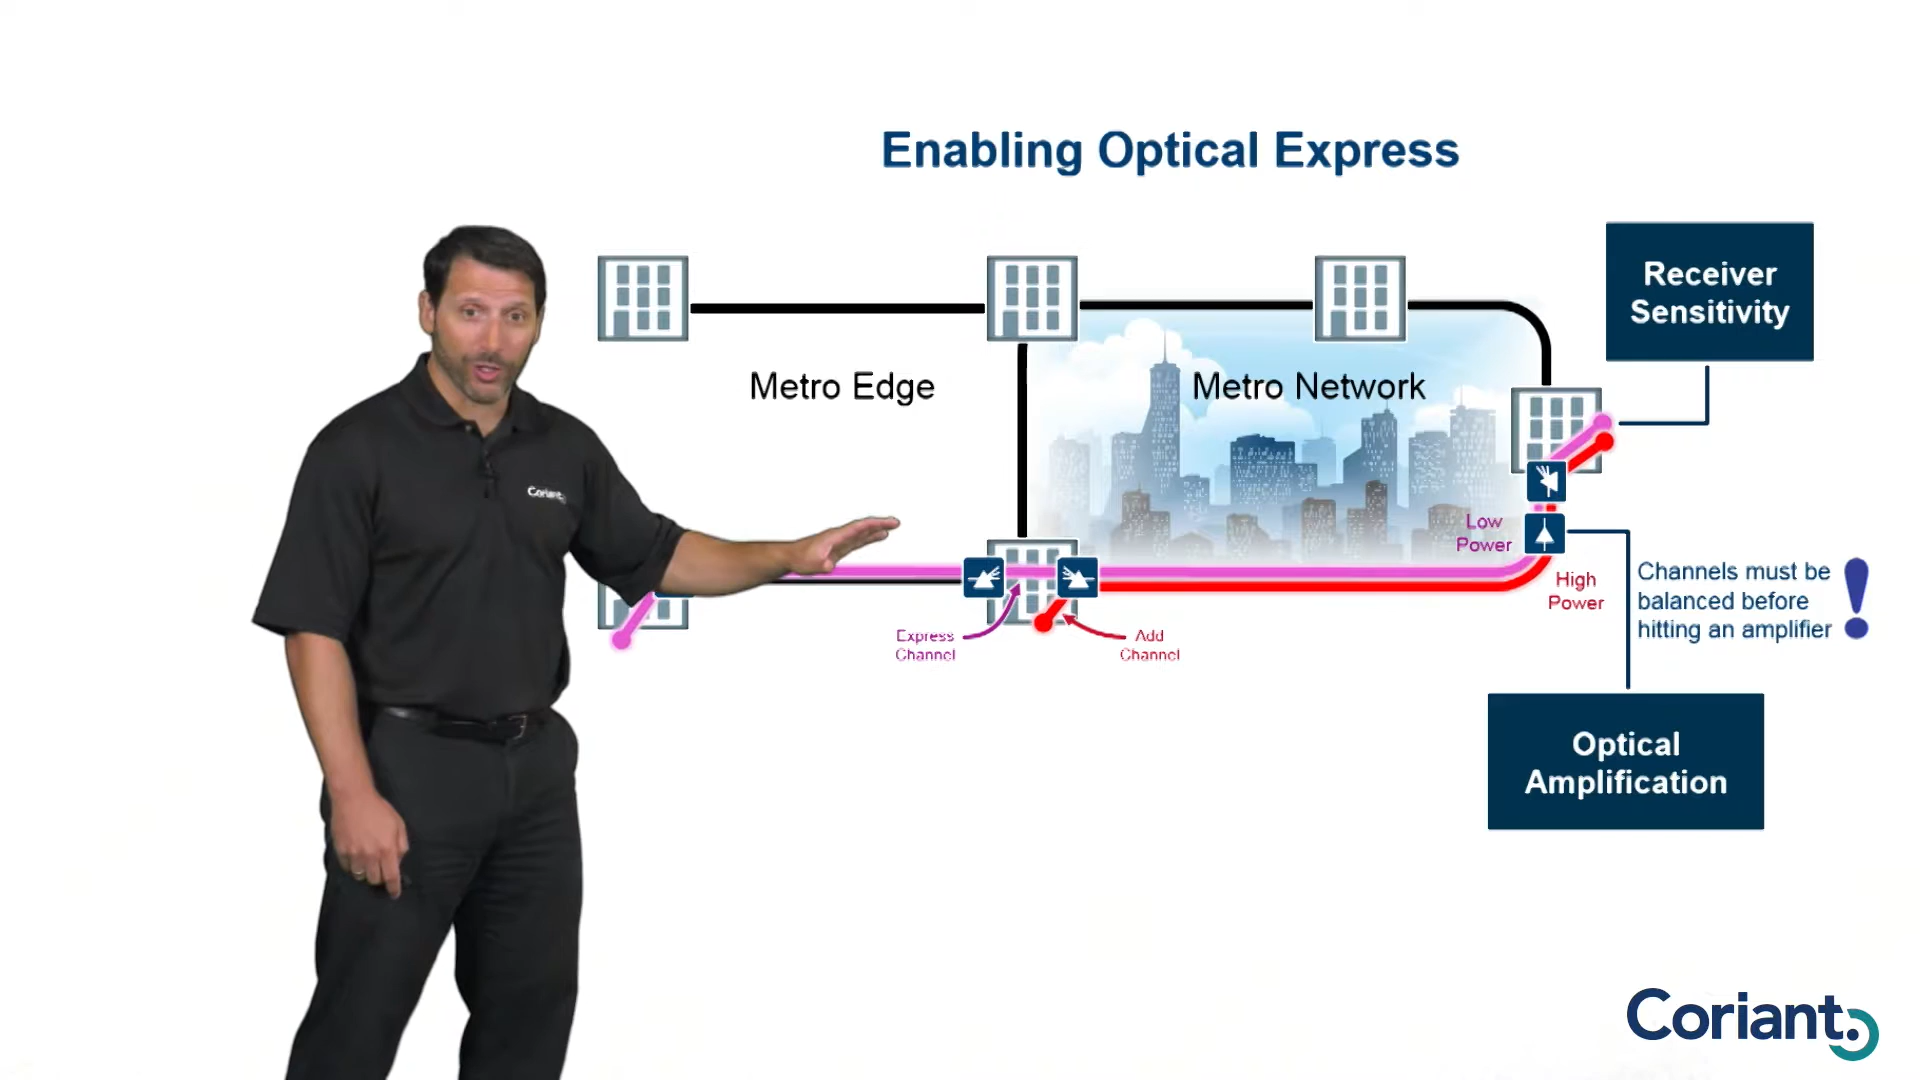 Enabling Optical Express
Receiver
Sensitivity
Metro Edge
Metro Network
Coriant
Low
Power
High
Power
Channels must be
balanced before
hitting an amplifier
!
Express
Channel
Add
Channel
Optical
Amplification
Coriant